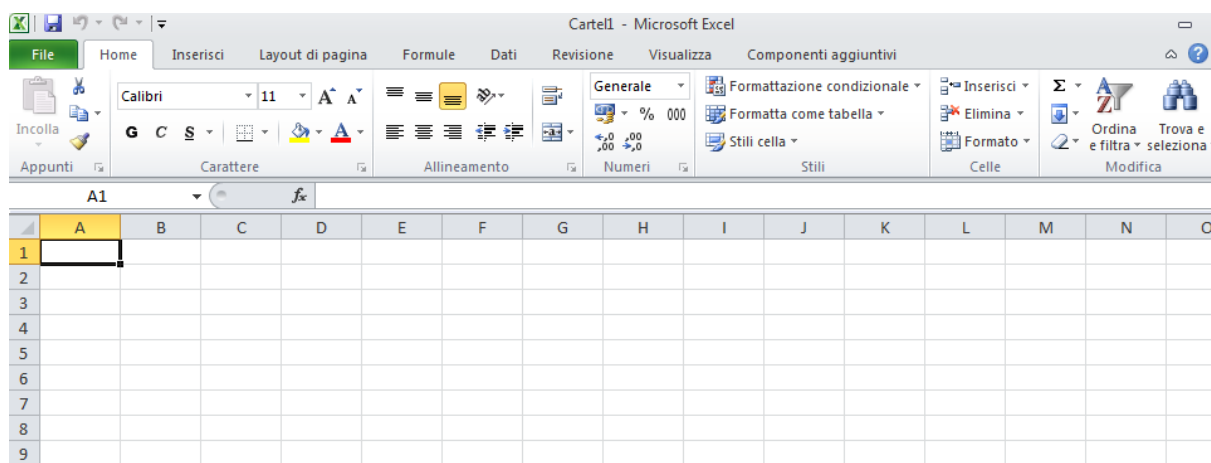 Cartel1 - Microsoft Excel
File Home Inserisci Layout di pagina Formule Dati Revisione Visualizza Componenti aggiuntivi
Incolla
Appunti
Calibri 11
G C S
Carattere
Allineamento
Generale
% 000
Numeri
Formattazione condizionale
Formatta come tabella
Stili cella
Stili
Inserisci
Elimina
Formato
Celle
Σ
Ordina
e filtra
Trova e
seleziona
Modifica
A1 fx
A B C D E F G H I J K L M N O
1
2
3
4
5
6
7
8
9